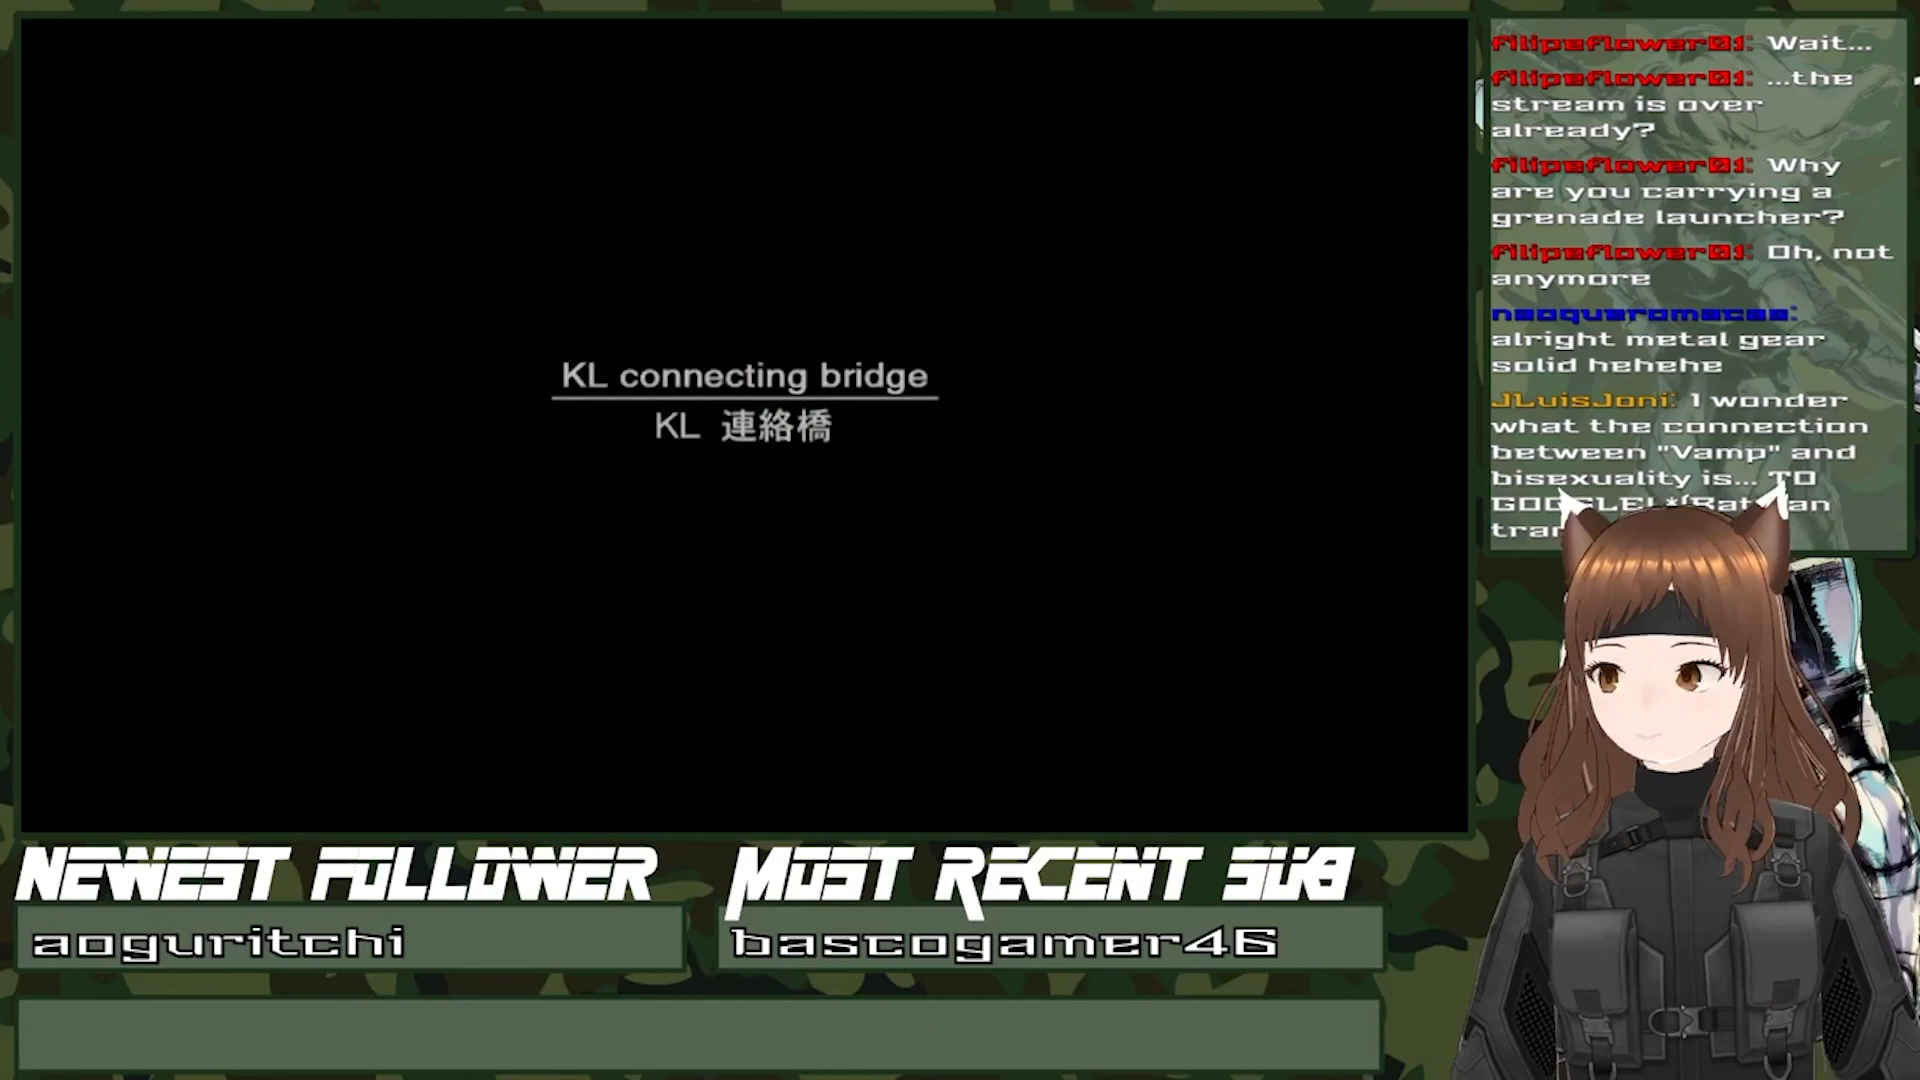 KL connecting bridge
KL 連絡橋
filipeflower01: Wait...
filipeflower01: ...the
stream is over
already?
filipeflower01: Why
are you carrying a
grenade launcher?
filipeflower01: Oh, not
anymore
naoqueromacas:
alright metal gear
solid hehehe
JLuisJoni: I wonder
what the connection
between "Vamp" and
bisexuality is... TO
NEWEST FOLLOWER
MOST RECENT SUB
aoguritchi
bascogamer46